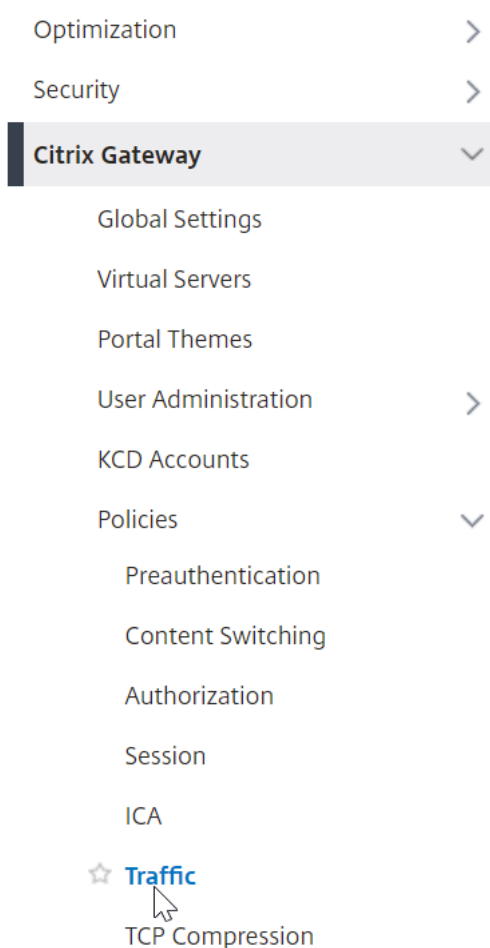 Optimization
Security
Citrix Gateway
Global Settings
Virtual Servers
Portal Themes
User Administration
KCD Accounts
Policies
Preauthentication
Content Switching
Authorization
Session
ICA
Traffic
TCP Compression